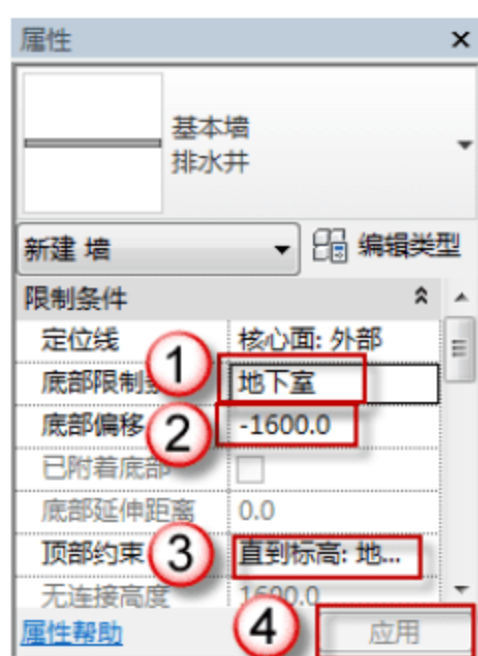 属性
基本墙
排水井
新建 墙
编辑类型
限制条件
定位线 核心面: 外部
底部限制 1 地下室
底部偏移 2 -1600.0
已附着底部
底部延伸距离 0.0
顶部约束 3 直到标高: 地...
无连接高度 1600.0
属性帮助 4 应用